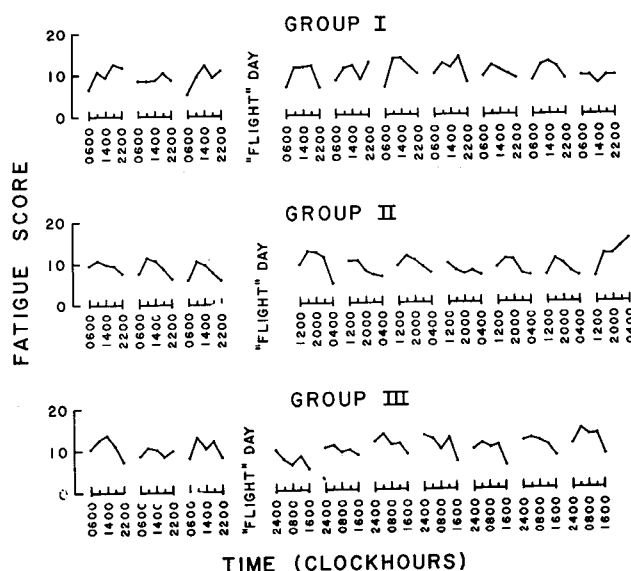 GROUP I
20
10
0
0600 1400 2200 0600 1400 2200 0600 1400 2200
"FLIGHT" DAY
0600 1400 2200 0600 1400 2200 0600 1400 2200 0600 1400 2200 0600 1400 2200 0600 1400 2200 0600 1400 2200
FATIGUE SCORE
GROUP II
20
10
0
0600 1400 2200 0600 1400 2200 0600 1400 2200
"FLIGHT" DAY
1200 2000 0400 1200 2000 0400 1200 2000 0400 1200 2000 0400 1200 2000 0400 1200 2000 0400 1200 2000 0400
GROUP III
20
10
0
0600 1400 2200 0600 1400 2200 0600 1400 2200
"FLIGHT" DAY
2400 0800 1600 2400 0800 1600 2400 0800 1600 2400 0800 1600 2400 0800 1600 2400 0800 1600 2400 0800 1600
TIME (CLOCKHOURS)